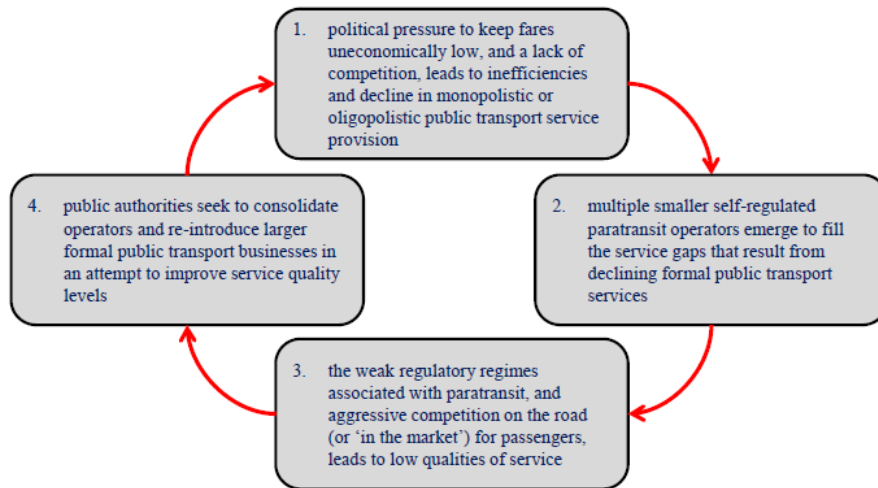 1. political pressure to keep fares
uneconomically low, and a lack of
competition, leads to inefficiencies
and decline in monopolistic or
oligopolistic public transport service
provision
2. multiple smaller self-regulated
paratransit operators emerge to fill
the service gaps that result from
declining formal public transport
services
3. the weak regulatory regimes
associated with paratransit, and
aggressive competition on the road
(or ‘in the market’) for passengers,
leads to low qualities of service
4. public authorities seek to consolidate
operators and re-introduce larger
formal public transport businesses in
an attempt to improve service quality
levels